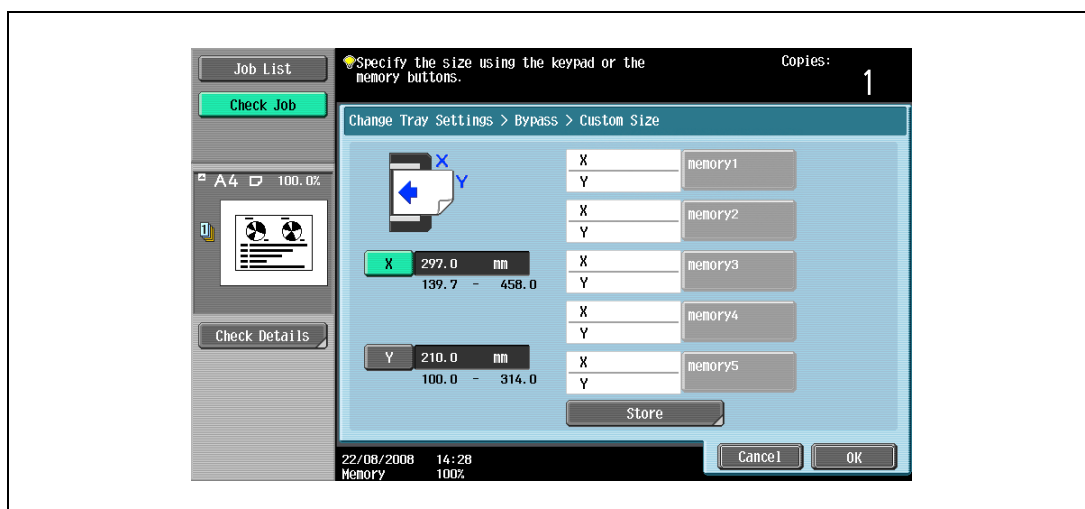 Job List
Check Job
Specify the size using the keypad or the
memory buttons.
Copies:
1
Change Tray Settings > Bypass > Custom Size
A4 100.0%
1
X
Y
X 297.0 mm
139.7 - 458.0
Y 210.0 mm
100.0 - 314.0
X
Y
memory1
X
Y
memory2
X
Y
memory3
X
Y
memory4
X
Y
memory5
Store
Check Details
Cancel
OK
22/08/2008 14:28
Memory 100%